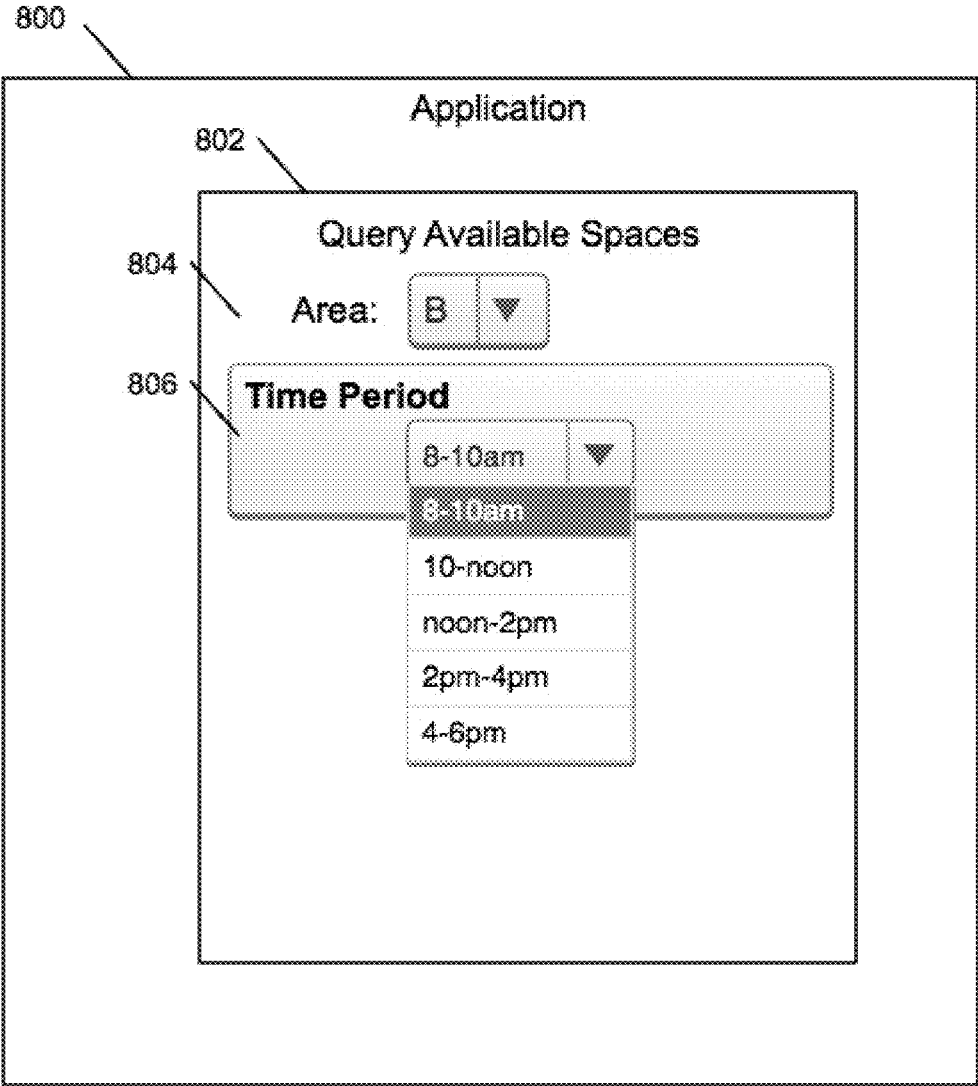 800
Application
802
Query Available Spaces
804
Area: B
806
Time Period
8-10am
8-10am
10-noon
noon-2pm
2pm-4pm
4-6pm